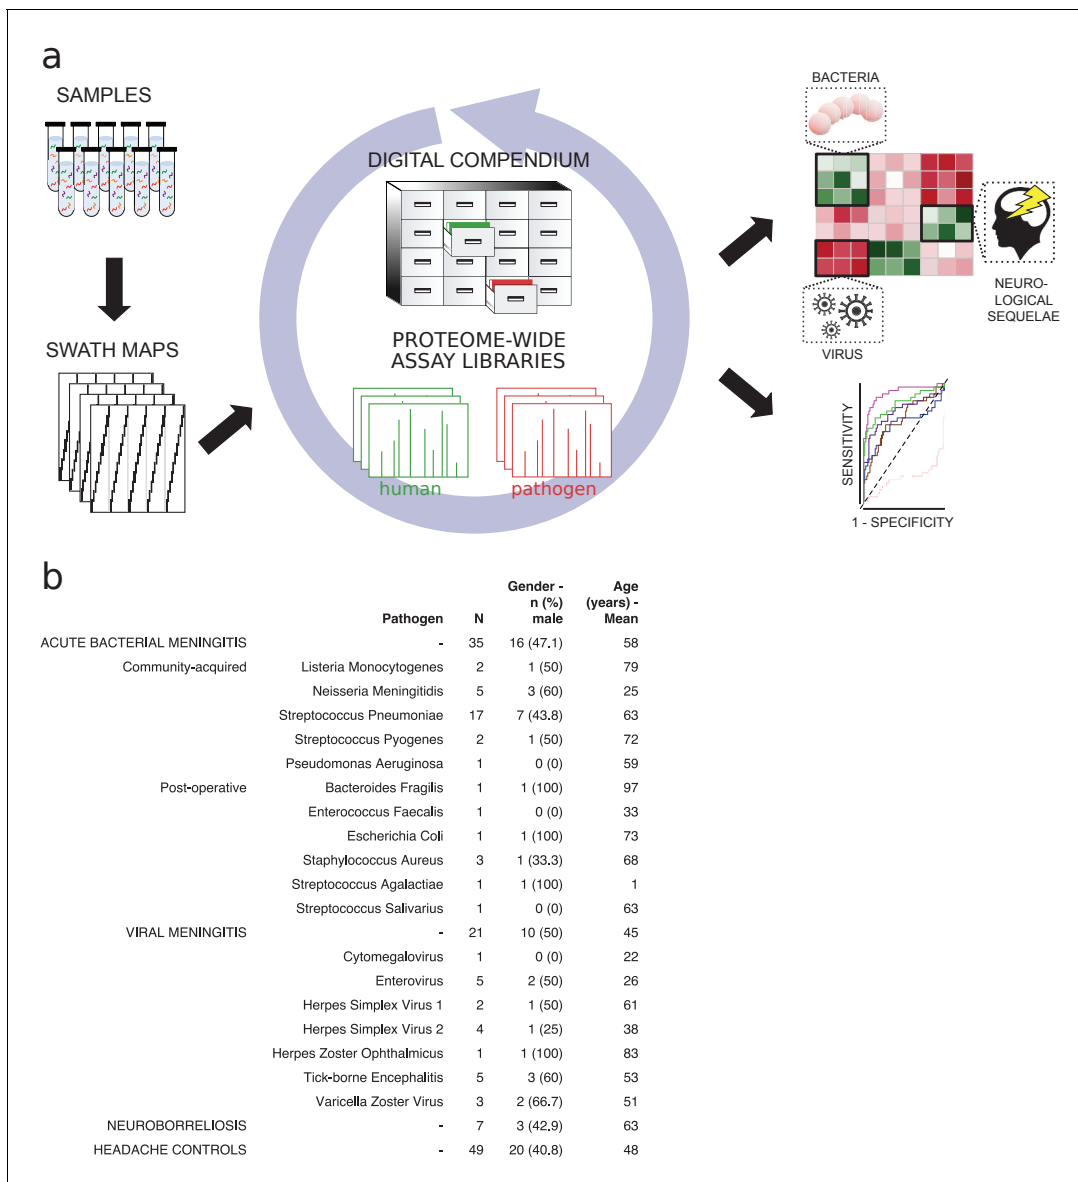 a
SAMPLES
SWATH MAPS
DIGITAL COMPENDIUM
PROTEOME-WIDE
ASSAY LIBRARIES
human
pathogen
BACTERIA
VIRUS
NEURO-
LOGICAL
SEQUELAE
SENSITIVITY
1 - SPECIFICITY
b
Pathogen N Gender - n (%) male Age (years) - Mean
ACUTE BACTERIAL MENINGITIS - 35 16 (47.1) 58
Community-acquired Listeria Monocytogenes 2 1 (50) 79
Neisseria Meningitidis 5 3 (60) 25
Streptococcus Pneumoniae 17 7 (43.8) 63
Streptococcus Pyogenes 2 1 (50) 72
Pseudomonas Aeruginosa 1 0 (0) 59
Post-operative Bacteroides Fragilis 1 1 (100) 97
Enterococcus Faecalis 1 0 (0) 33
Escherichia Coli 1 1 (100) 73
Staphylococcus Aureus 3 1 (33.3) 68
Streptococcus Agalactiae 1 1 (100) 1
Streptococcus Salivarius 1 0 (0) 63
VIRAL MENINGITIS - 21 10 (50) 45
Cytomegalovirus 1 0 (0) 22
Enterovirus 5 2 (50) 26
Herpes Simplex Virus 1 2 1 (50) 61
Herpes Simplex Virus 2 4 1 (25) 38
Herpes Zoster Ophthalmicus 1 1 (100) 83
Tick-borne Encephalitis 5 3 (60) 53
Varicella Zoster Virus 3 2 (66.7) 51
NEUROBORRELIOSIS - 7 3 (42.9) 63
HEADACHE CONTROLS - 49 20 (40.8) 48